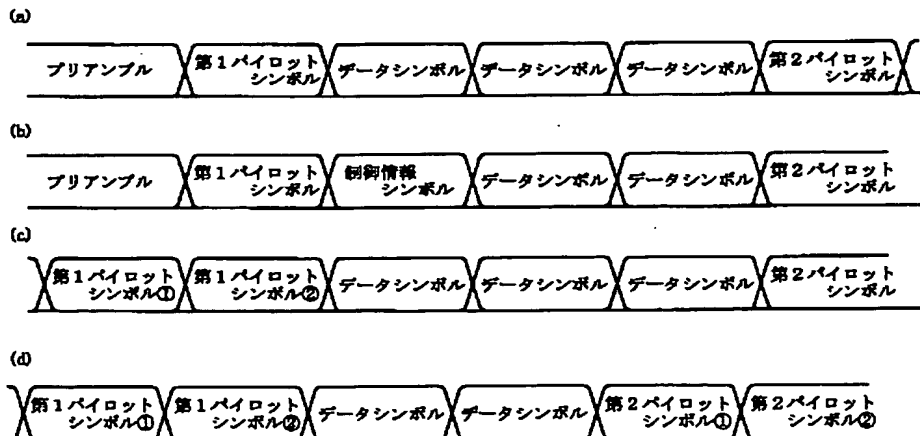 (a)
プリアンブル 第1パイロットシンボル データシンボル データシンボル データシンボル 第2パイロットシンボル
(b)
プリアンブル 第1パイロットシンボル 制御情報シンボル データシンボル データシンボル 第2パイロットシンボル
(c)
第1パイロットシンボル① 第1パイロットシンボル② データシンボル データシンボル データシンボル 第2パイロットシンボル
(d)
第1パイロットシンボル① 第1パイロットシンボル② データシンボル データシンボル 第2パイロットシンボル① 第2パイロットシンボル②